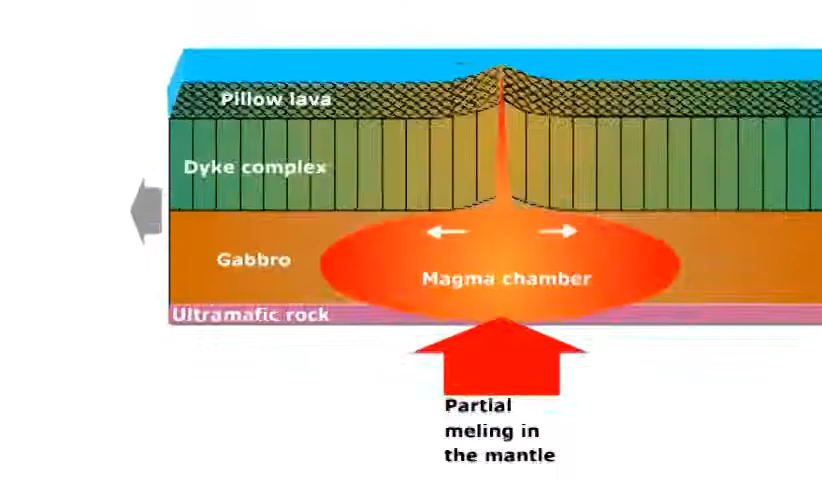 Pillow lava
Dyke complex
Gabbro
Magma chamber
Ultramafic rock
Partial
meling in
the mantle